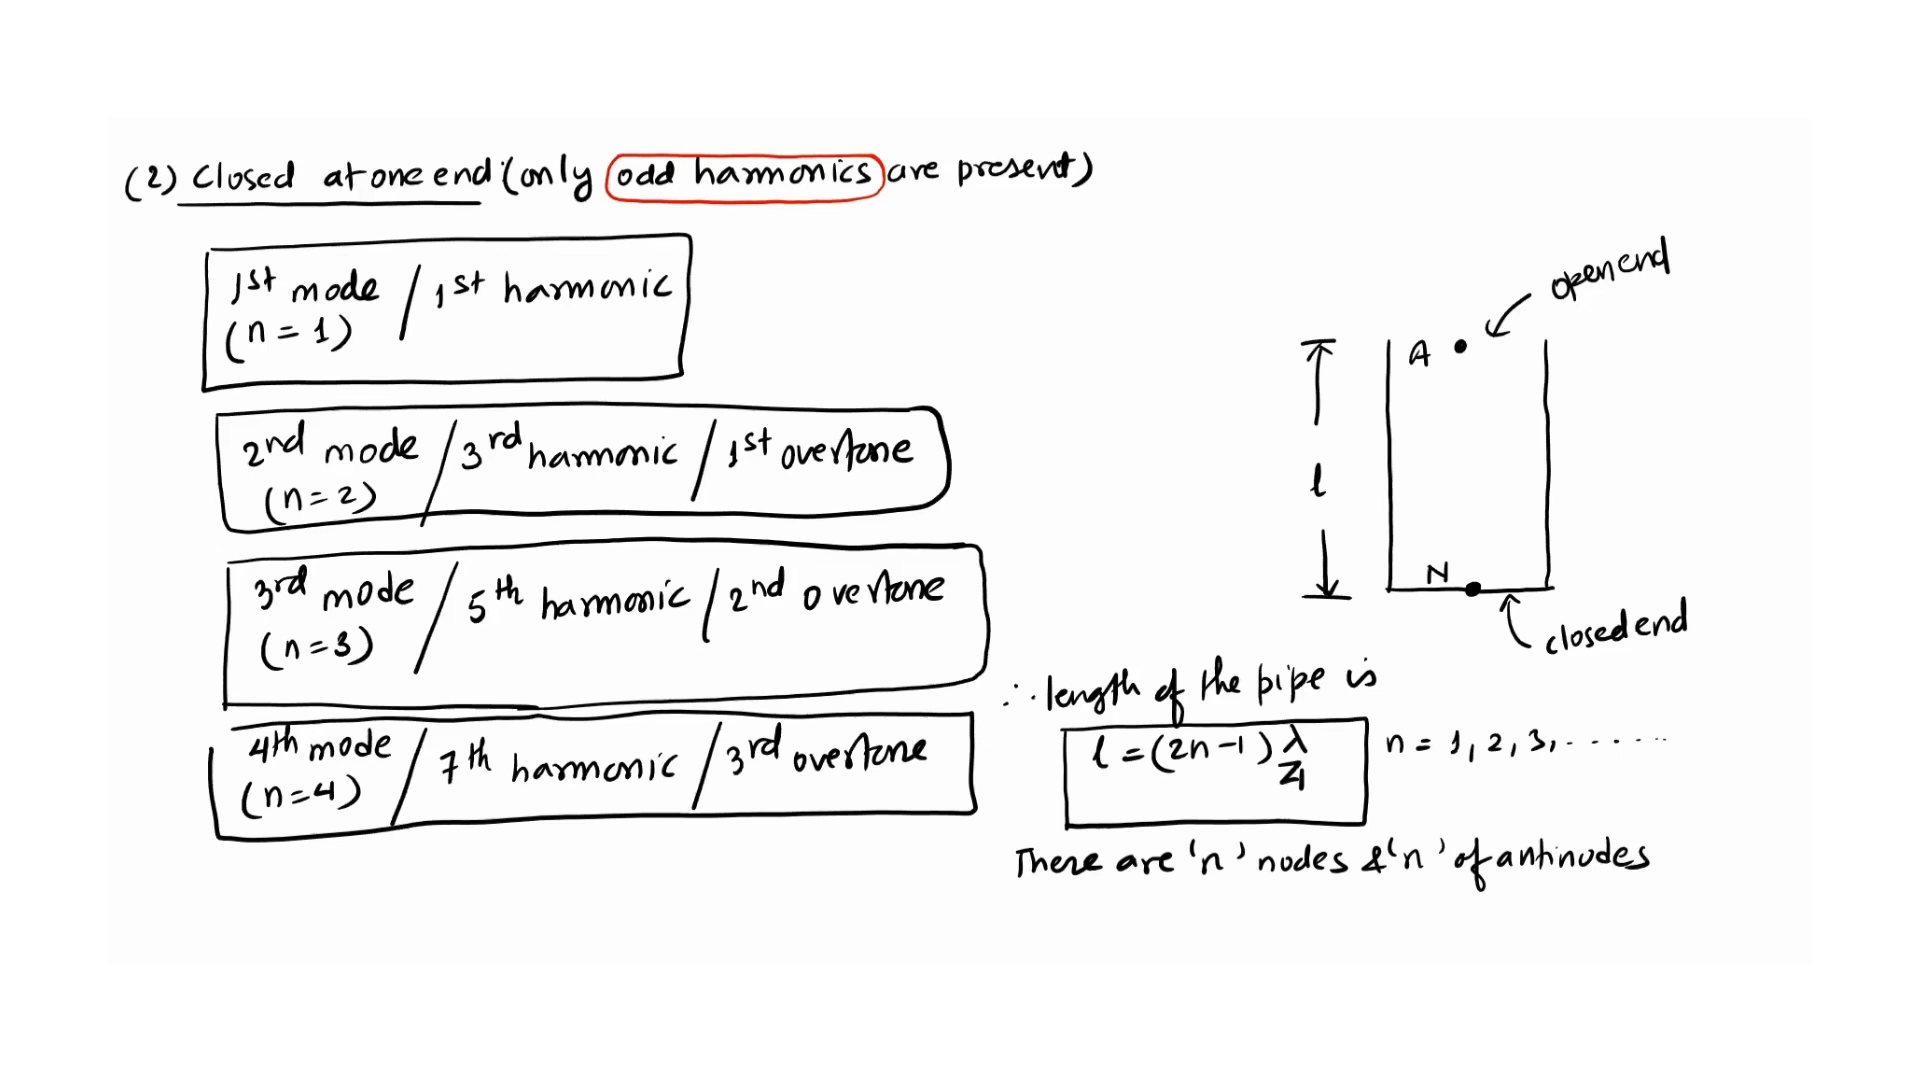 (2) Closed at one end (only odd harmonics are present)
1st mode / 1st harmonic
(n = 1)
2nd mode / 3rd harmonic / 1st overtone
(n = 2)
3rd mode / 5th harmonic / 2nd overtone
(n = 3)
4th mode / 7th harmonic / 3rd overtone
(n = 4)
open end
A
l
N
closed end
∴ length of the pipe is
l = (2n-1) λ/4 n = 1, 2, 3, .......
There are 'n' nodes & 'n' of antinodes